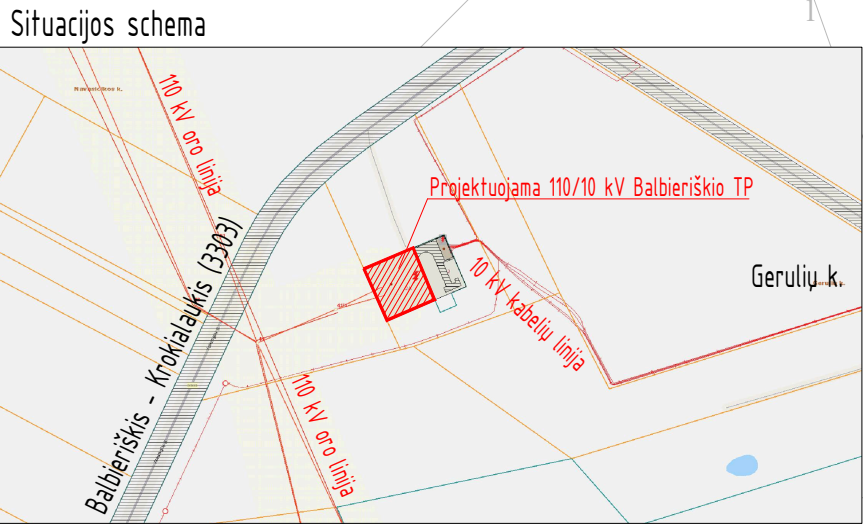 Situacijos schema
1
110 kV oro linija
Projektuojama 110/10 kV Balbieriškio TP
Balbieriškis - Krokialaukis (3303)
10 kV kabelių linija
Gerulių k.
110 kV oro linija